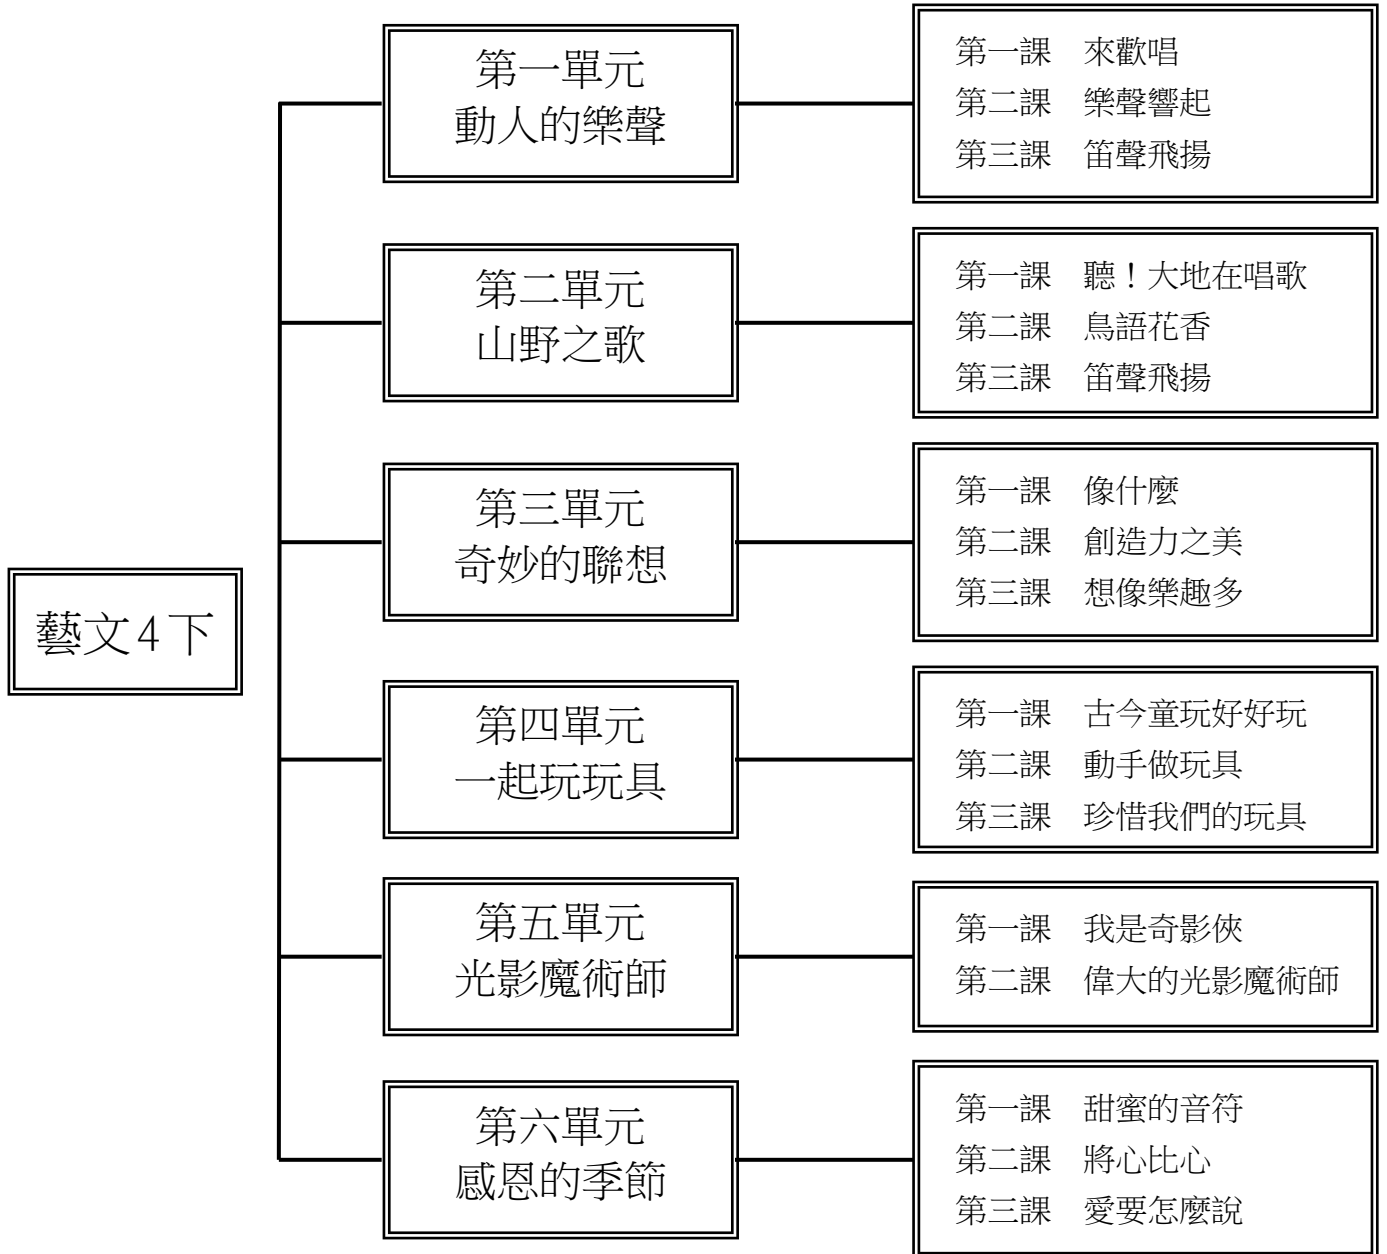 藝文4下
第一單元
動人的樂聲
第一課　來歡唱
第二課　樂聲響起
第三課　笛聲飛揚
第二單元
山野之歌
第一課　聽！大地在唱歌
第二課　鳥語花香
第三課　笛聲飛揚
第三單元
奇妙的聯想
第一課　像什麼
第二課　創造力之美
第三課　想像樂趣多
第四單元
一起玩玩具
第一課　古今童玩好好玩
第二課　動手做玩具
第三課　珍惜我們的玩具
第五單元
光影魔術師
第一課　我是奇影俠
第二課　偉大的光影魔術師
第六單元
感恩的季節
第一課　甜蜜的音符
第二課　將心比心
第三課　愛要怎麼說